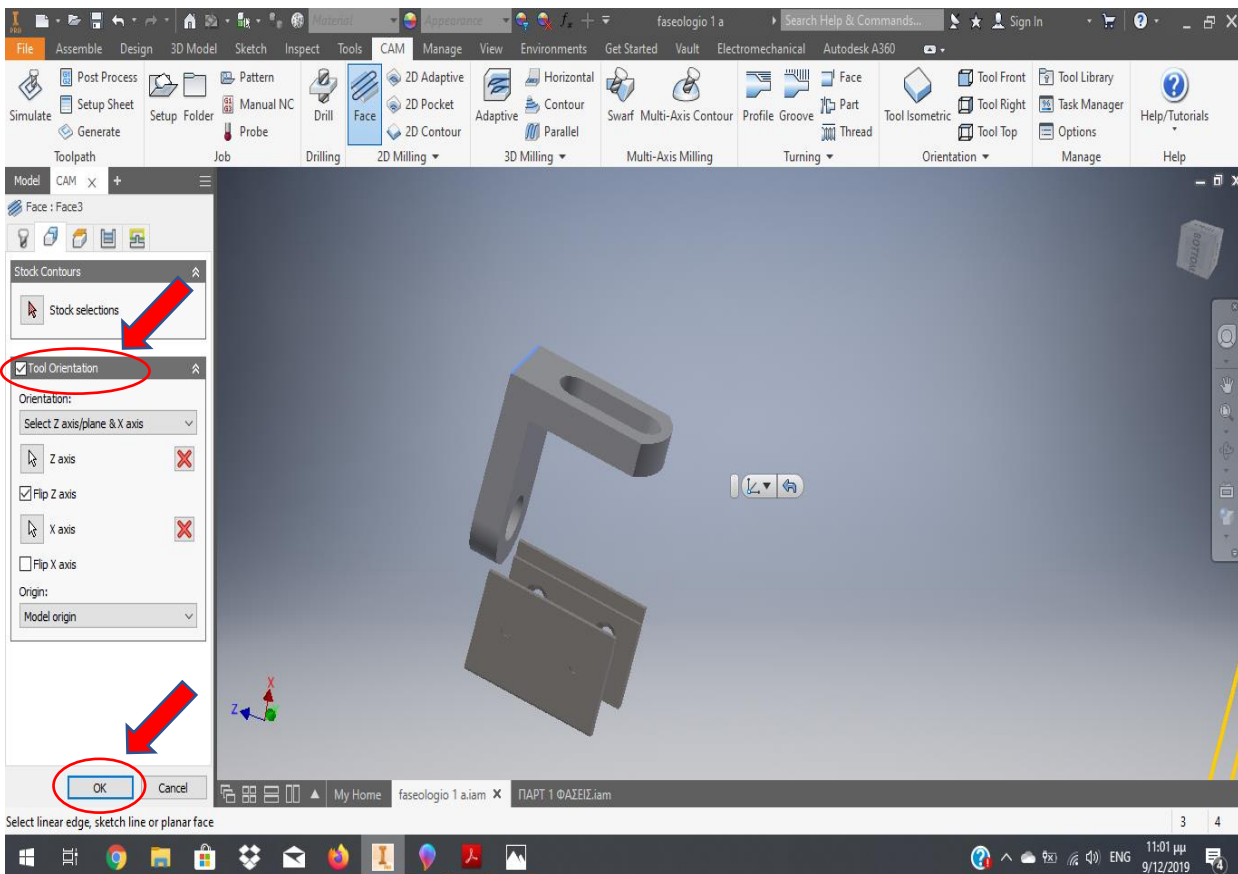 PRO Material Appearance fx faseologio 1 a Search Help & Commands... Sign In
File Assemble Design 3D Model Sketch Inspect Tools CAM Manage View Environments Get Started Vault Electromechanical Autodesk A360
Simulate Post Process Setup Sheet Generate
Toolpath
Setup Folder Pattern Manual NC Probe
Job
Drill
Drilling
Face 2D Adaptive 2D Pocket 2D Contour
2D Milling
Adaptive Horizontal Contour Parallel
3D Milling
Swarf Multi-Axis Contour
Multi-Axis Milling
Profile Groove Face Part Thread
Turning
Tool Isometric Tool Front Tool Right Tool Top
Orientation
Tool Library Task Manager Options
Manage
Help/Tutorials
Help
Model CAM X +
Face : Face3
Stock Contours
Stock selections
Tool Orientation
Orientation:
Select Z axis/plane & X axis
Z axis
Flip Z axis
X axis
Flip X axis
Origin:
Model origin
OK Cancel
BOTTOM
X
Z
My Home faseologio 1 a.iam X ΠΑΡΤ 1 ΦΑΣΕΙΣ.iam
Select linear edge, sketch line or planar face 3 4
ENG 11:01 μμ
9/12/2019 4